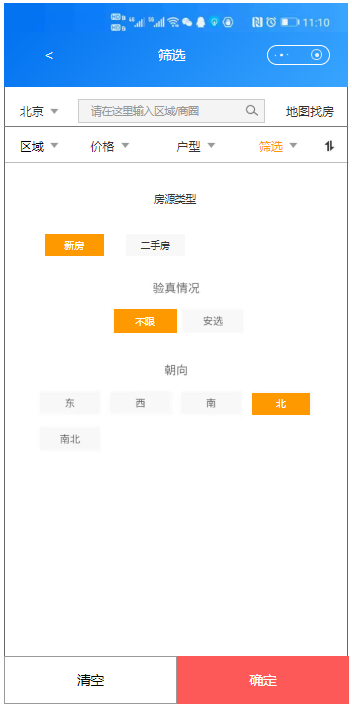 11:10
< 筛选
北京 请在这里输入区域/商圈 地图找房
区域 价格 户型 筛选
房源类型
新房 二手房
验真情况
不限 安选
朝向
东 西 南 北
南北
清空 确定